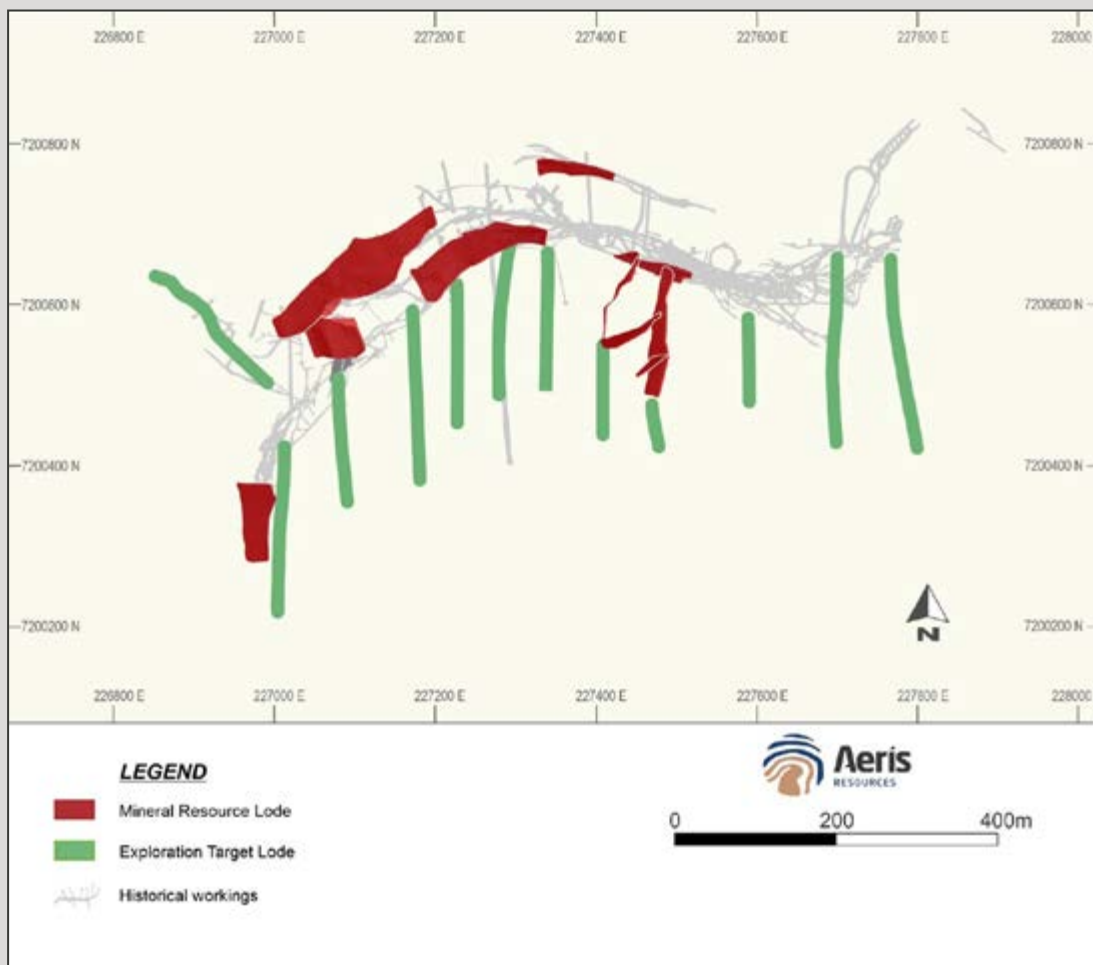 226800 E 227000 E 227200 E 227400 E 227600 E 227800 E 228000
7200800 N 7200800 N
7200600 N 7200600 N
7200400 N 7200400 N
7200200 N 7200200 N
N
226800 E 227000 E 227200 E 227400 E 227600 E 227800 E 228000
LEGEND
Mineral Resource Lode
Exploration Target Lode
Historical workings
Aeris
RESOURCES
0 200 400m